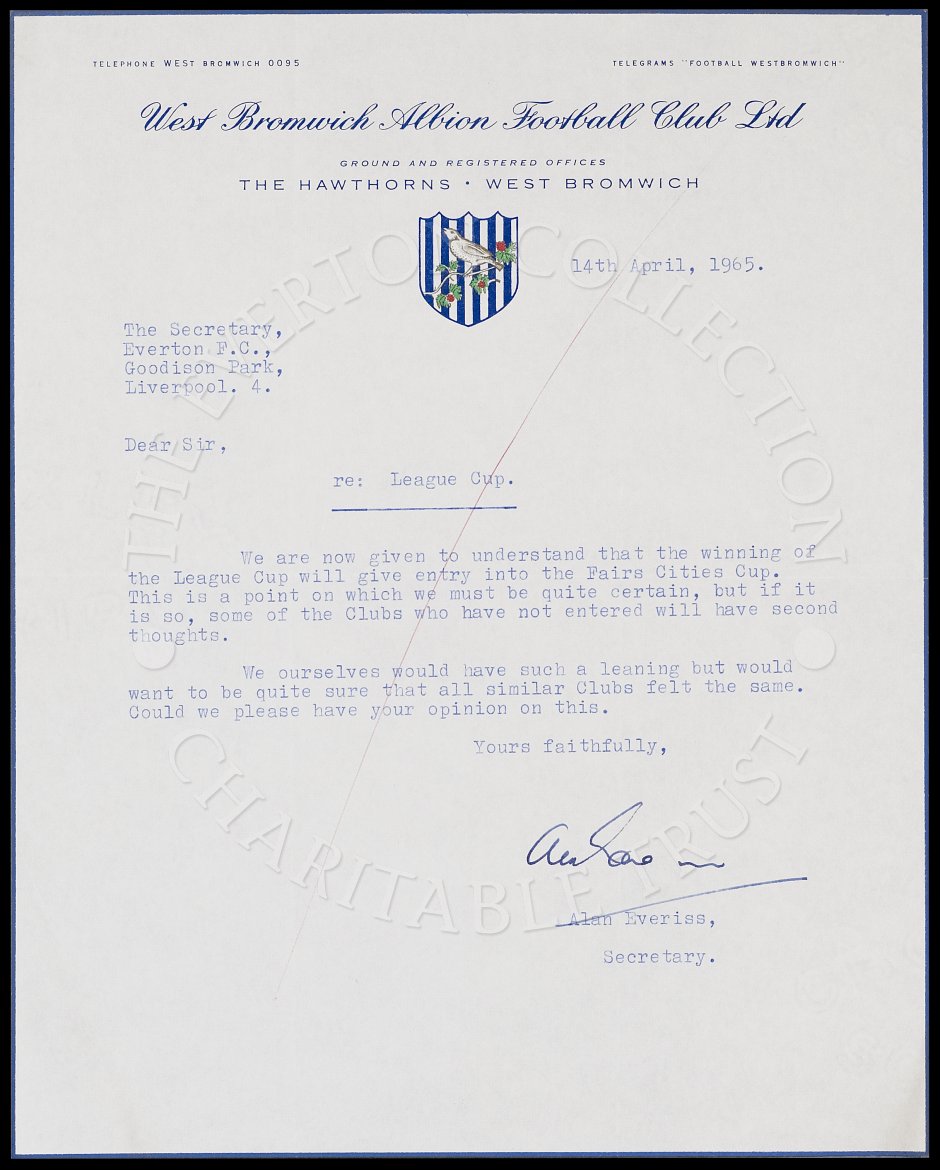 TELEPHONE WEST BROMWICH 0095
TELEGRAMS "FOOTBALL WESTBROMWICH"
West Bromwich Albion Football Club Ltd
GROUND AND REGISTERED OFFICES
THE HAWTHORNS · WEST BROMWICH
14th April, 1965.
The Secretary,
Everton F.C.,
Goodison Park,
Liverpool. 4.
Dear Sir,
re: League Cup.
We are now given to understand that the winning of
the League Cup will give entry into the Fairs Cities Cup.
This is a point on which we must be quite certain, but if it
is so, some of the Clubs who have not entered will have second
thoughts.
We ourselves would have such a leaning but would
want to be quite sure that all similar Clubs felt the same.
Could we please have your opinion on this.
Yours faithfully,
Alan Everiss,
Secretary.
THE EVERTON COLLECTION
CHARITABLE TRUST